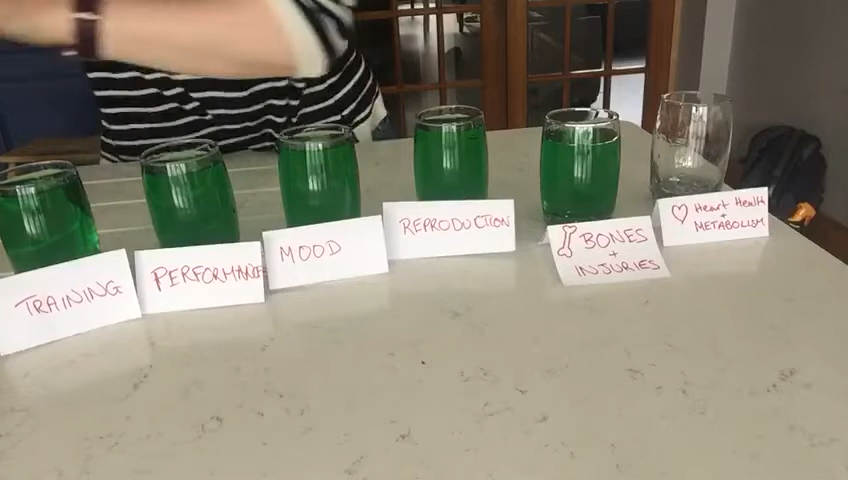 TRAINING
PERFORMANCE
MOOD
REPRODUCTION
BONES
+
INJURIES
Heart Health
+
METABOLISM